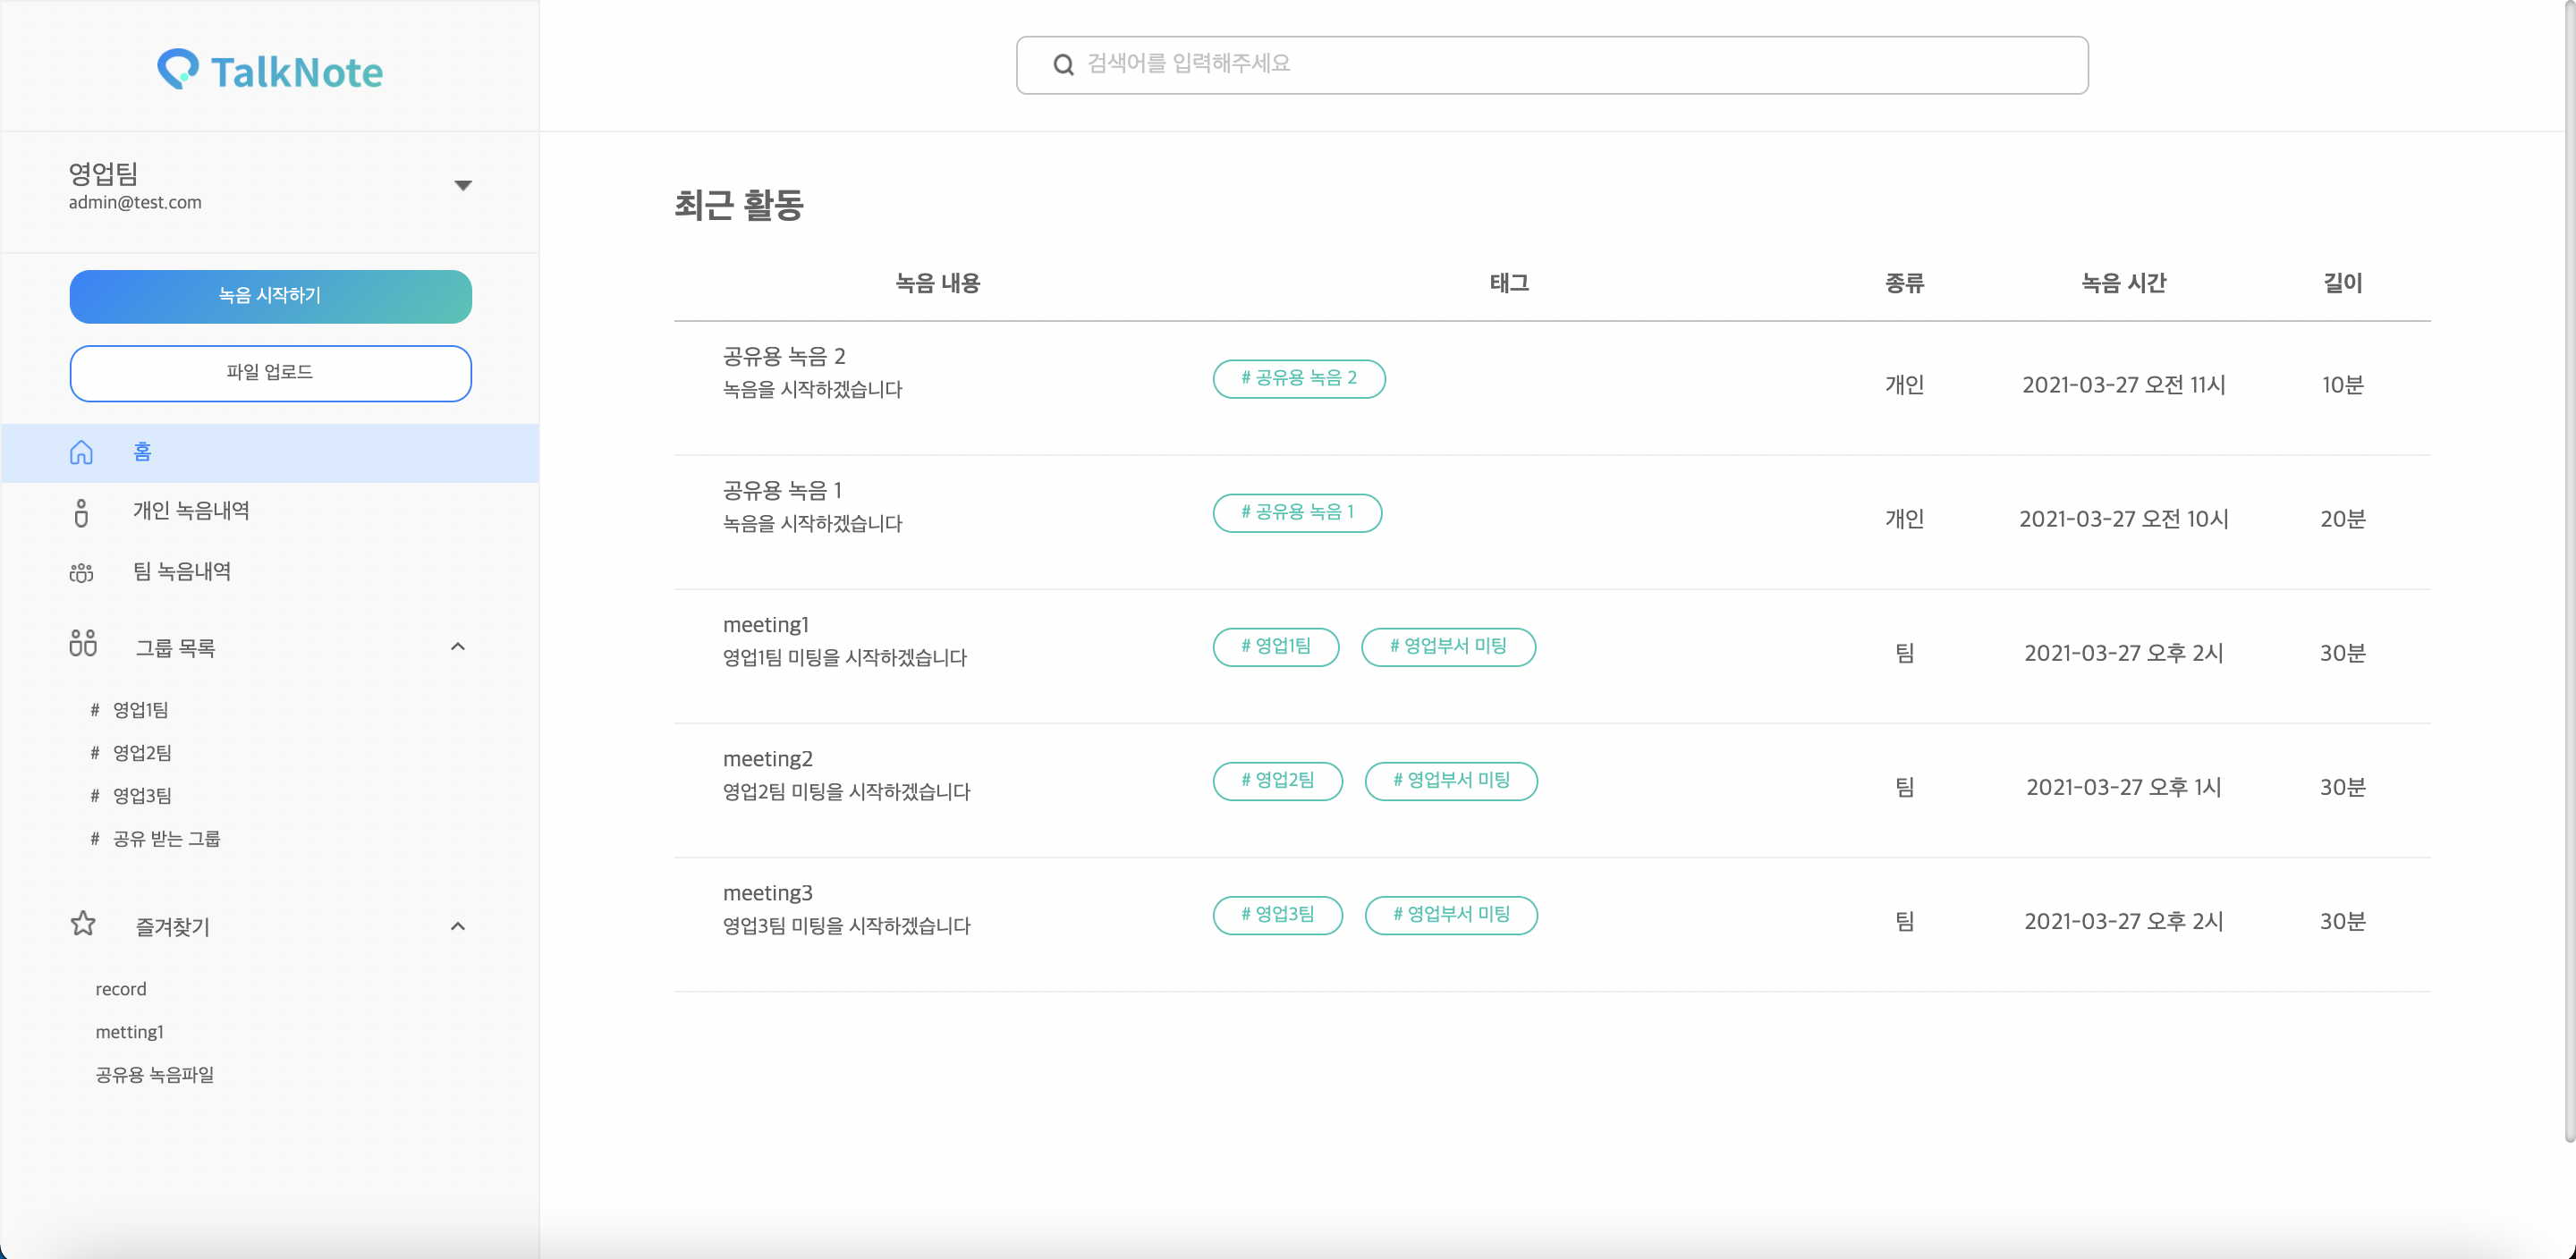 TalkNote
검색어를 입력해주세요
영업팀
admin@test.com
녹음 시작하기
파일 업로드
홈
개인 녹음내역
팀 녹음내역
그룹 목록
# 영업1팀
# 영업2팀
# 영업3팀
# 공유 받는 그룹
즐겨찾기
record
metting1
공유용 녹음파일
최근 활동
녹음 내용 태그 종류 녹음 시간 길이
공유용 녹음 2
녹음을 시작하겠습니다
# 공유용 녹음 2
개인 2021-03-27 오전 11시 10분
공유용 녹음 1
녹음을 시작하겠습니다
# 공유용 녹음 1
개인 2021-03-27 오전 10시 20분
meeting1
영업1팀 미팅을 시작하겠습니다
# 영업1팀 # 영업부서 미팅
팀 2021-03-27 오후 2시 30분
meeting2
영업2팀 미팅을 시작하겠습니다
# 영업2팀 # 영업부서 미팅
팀 2021-03-27 오후 1시 30분
meeting3
영업3팀 미팅을 시작하겠습니다
# 영업3팀 # 영업부서 미팅
팀 2021-03-27 오후 2시 30분